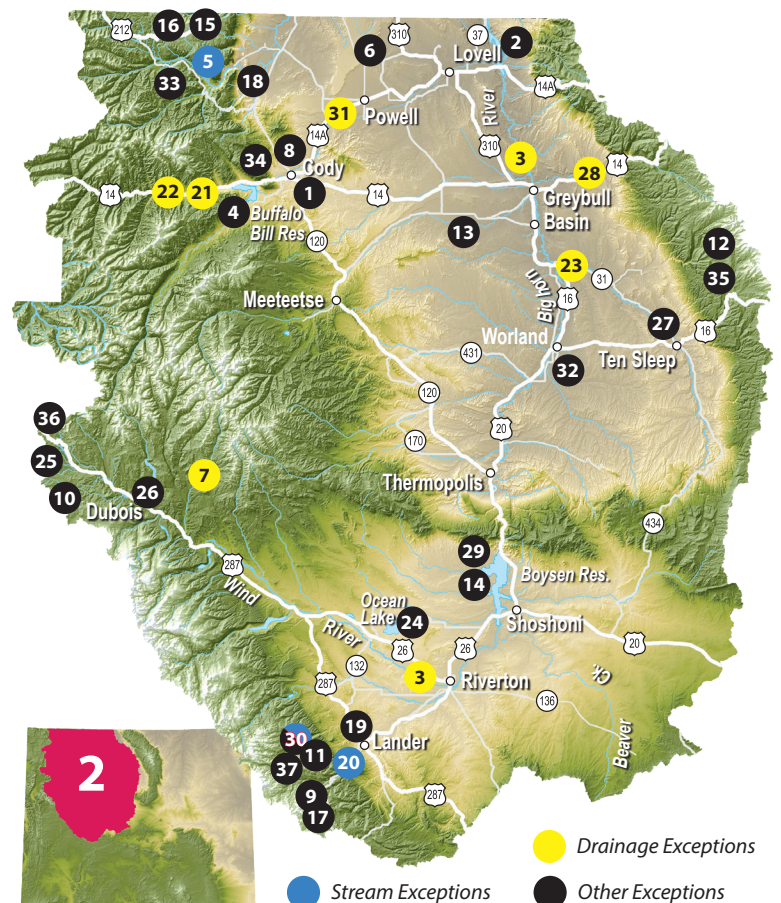 212
16
15
310
6
37
2
5
Lovell
33
18
14A
Powell
31
14A
River
8
310
3
34
Cody
28
14
14
22
21
1
14
Greybull
4
Buffalo
Bill Res.
Basin
13
120
12
23
35
31
Big horn
16
Meeteetse
27
16
Worland
Ten Sleep
431
32
120
36
20
170
25
7
Thermopolis
10
26
Dubois
434
29
287
Boysen Res.
14
Wind
Ocean
Lake
24
Shoshoni
River
26
26
20
132
Ck.
3
Riverton
287
136
19
30
Lander
Beaver
11
20
2
37
9
287
17
Drainage Exceptions
Stream Exceptions
Other Exceptions